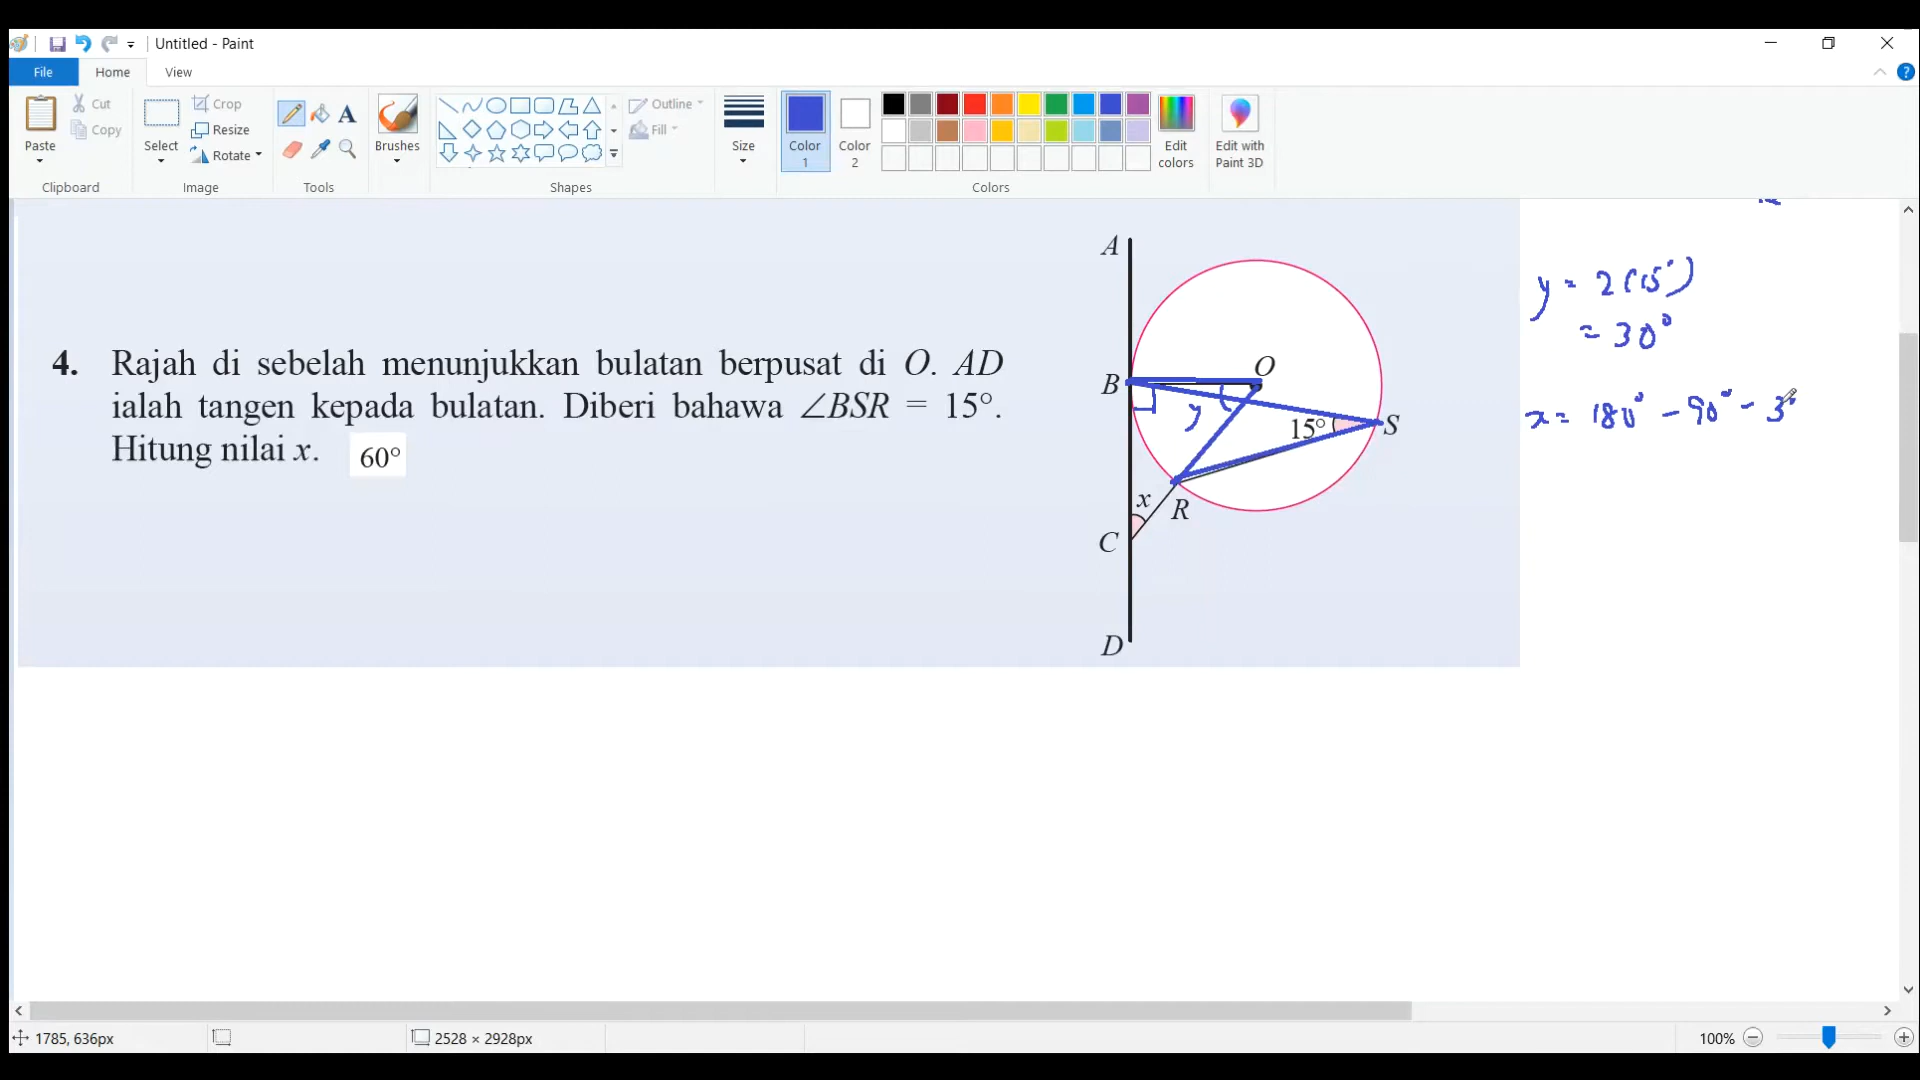 Untitled - Paint
File Home View
Paste
Cut
Copy
Clipboard
Select
Crop
Resize
Rotate
Image
Tools
Brushes
Shapes
Outline
Fill
Size
Color 1
Color 2
Colors
Edit colors
Edit with Paint 3D
4. Rajah di sebelah menunjukkan bulatan berpusat di O. AD
ialah tangen kepada bulatan. Diberi bahawa ∠BSR = 15°.
Hitung nilai x. 60°
A
B
O
y
15°
S
x
R
C
D
y = 2(15°)
= 30°
x = 180° - 90° - 3°
1785, 636px
2528 × 2928px
100%